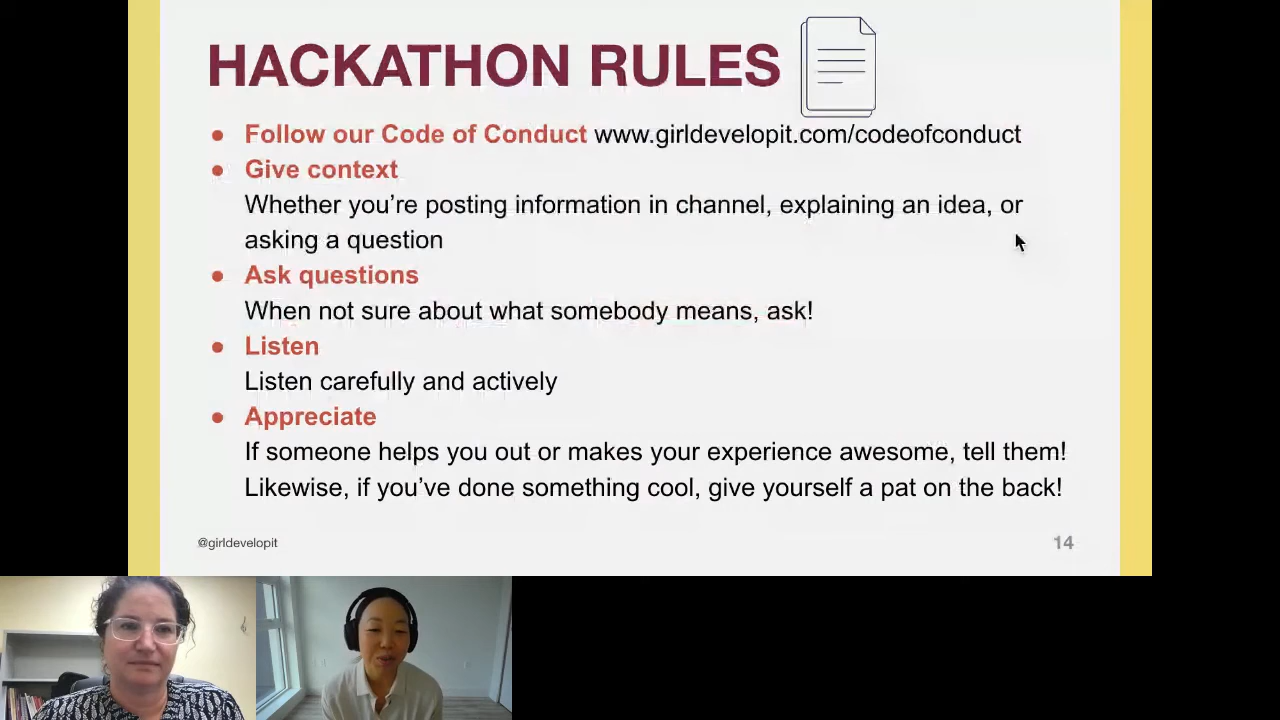 HACKATHON RULES
● Follow our Code of Conduct www.girldevelopit.com/codeofconduct
● Give context
Whether you're posting information in channel, explaining an idea, or
asking a question
● Ask questions
When not sure about what somebody means, ask!
● Listen
Listen carefully and actively
● Appreciate
If someone helps you out or makes your experience awesome, tell them!
Likewise, if you've done something cool, give yourself a pat on the back!
@girldevelopit
14